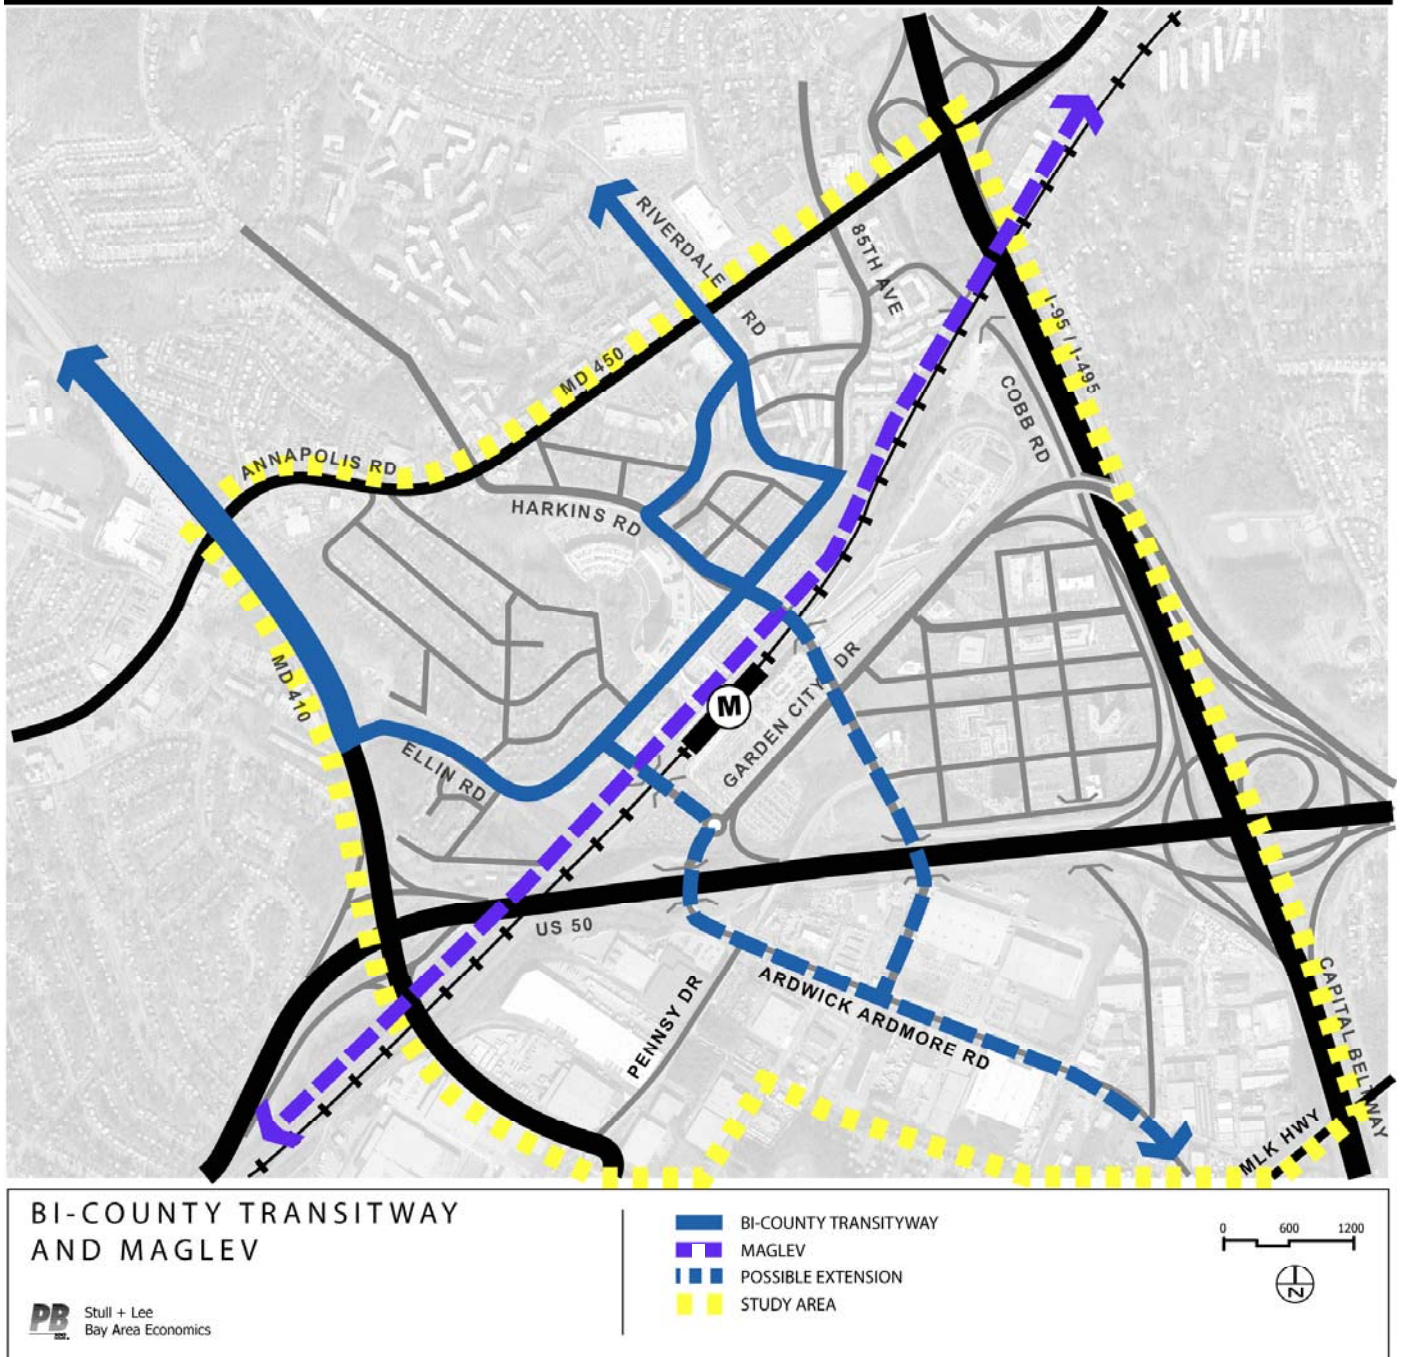 RIVERDALE
RD
85TH AVE
MD 450
I-95 / I-495
COBB RD
ANNAPOLIS RD
HARKINS RD
MD 410
GARDEN CITY DR
M
ELLIN RD
US 50
PENNSY DR
ARDWICK ARDMORE RD
CAPITAL BELTWAY
MLK HWY
BI-COUNTY TRANSITWAY
AND MAGLEV
PB
Stull + Lee
Bay Area Economics
BI-COUNTY TRANSITYWAY
MAGLEV
POSSIBLE EXTENSION
STUDY AREA
0 600 1200
N